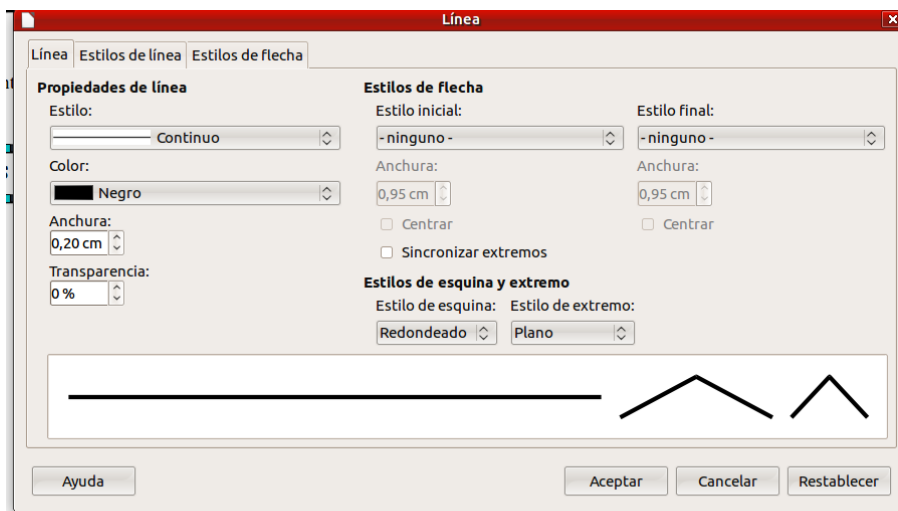 Línea
Línea Estilos de línea Estilos de flecha
Propiedades de línea
Estilo:
Continuo
Color:
Negro
Anchura:
0,20 cm
Transparencia:
0 %
Estilos de flecha
Estilo inicial: Estilo final:
- ninguno - - ninguno -
Anchura: Anchura:
0,95 cm 0,95 cm
Centrar Centrar
Sincronizar extremos
Estilos de esquina y extremo
Estilo de esquina: Estilo de extremo:
Redondeado Plano
Ayuda Aceptar Cancelar Restablecer